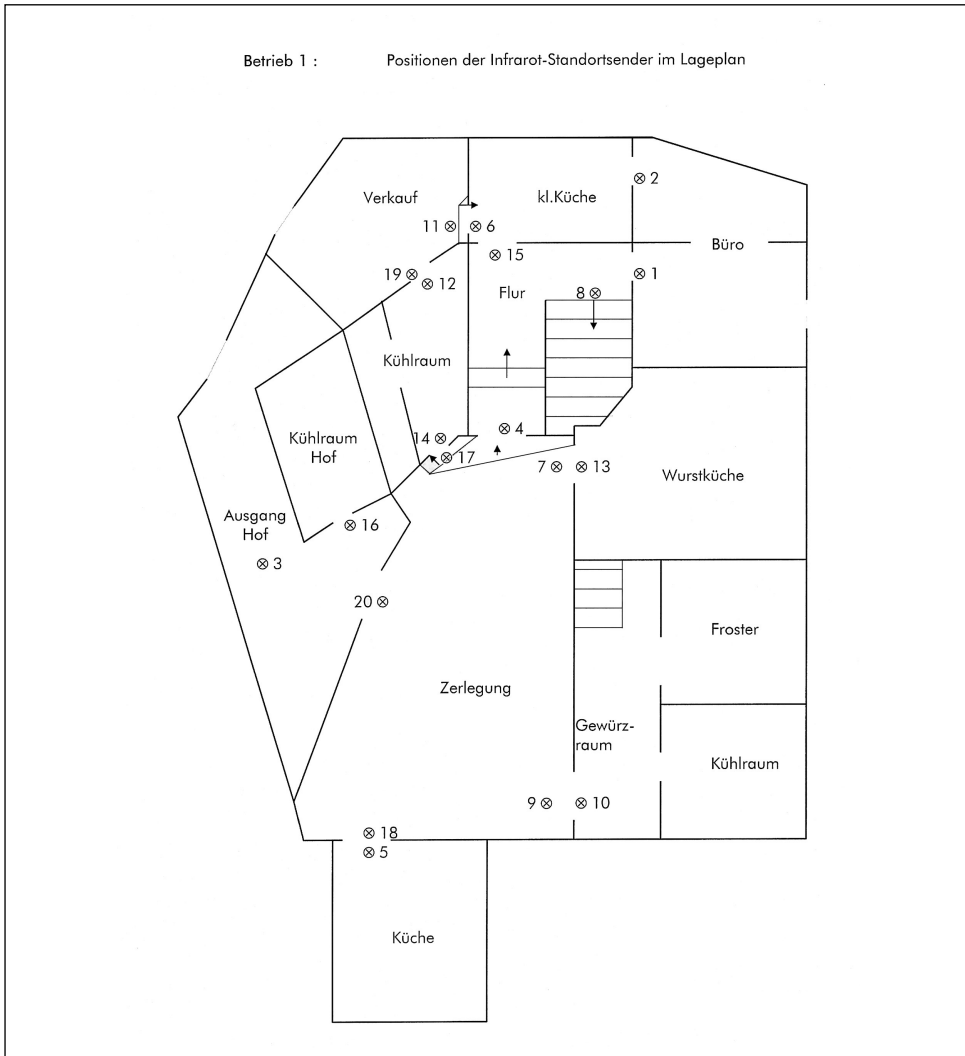 Betrieb 1 : Positionen der Infrarot-Standortsender im Lageplan
2
Verkauf
kl.Küche
11
6
Büro
15
19
12
1
Flur
8
Kühlraum
4
14
Kühlraum
Hof
17
7
13
Wurstküche
Ausgang
Hof
16
3
20
Froster
Zerlegung
Gewürz-
raum
Kühlraum
9
10
18
5
Küche